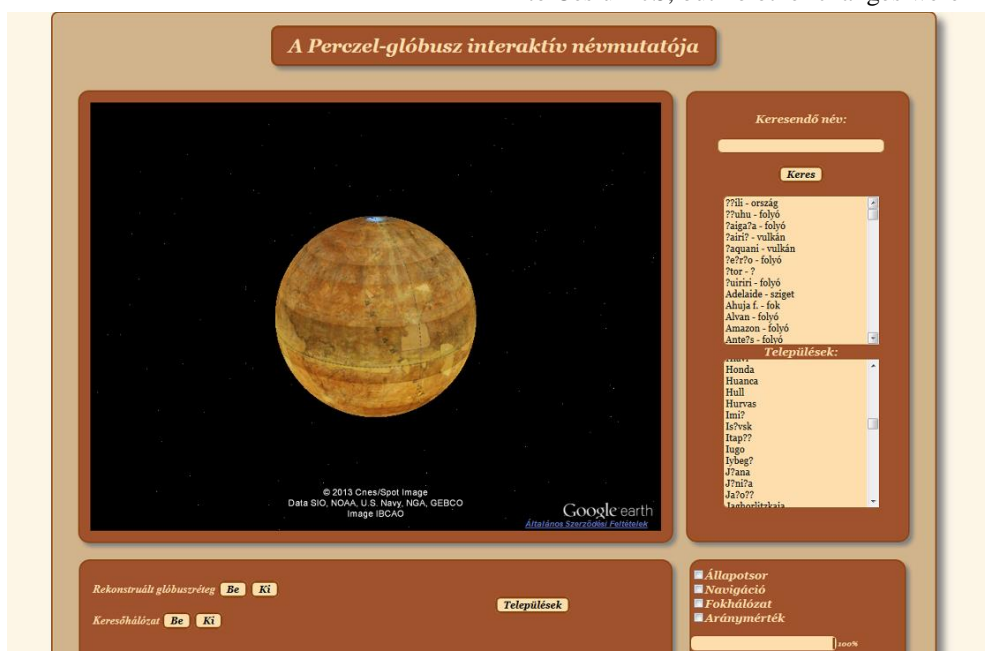 A Perczel-glóbusz interaktív névmutatója
© 2013 Cnes/Spot Image
Data SIO, NOAA, U.S. Navy, NGA, GEBCO
Image IBCAO
Google earth
Általános Szerződési Feltételek
Keresendő név:
Keres
??ili - ország
??uhu - folyó
?aiga?a - folyó
?airi? - vulkán
?aquani - vulkán
?e?r?o - folyó
?tor - ?
?uiriri - folyó
Adelaide - sziget
Ahuja f. - fok
Alvan - folyó
Amazon - folyó
Ante?s - folyó
Települések:
Honda
Huanca
Hull
Hurvas
Imi?
Is?vsk
Itap??
Iugo
Iybeg?
J?ana
J?ni?a
Ja?o??
Jagborlitzkaja
Rekonstruált glóbuszréteg Be Ki
Keresőhálózat Be Ki
Települések
Állapotsor
Navigáció
Fokhálózat
Aránymérték
100%